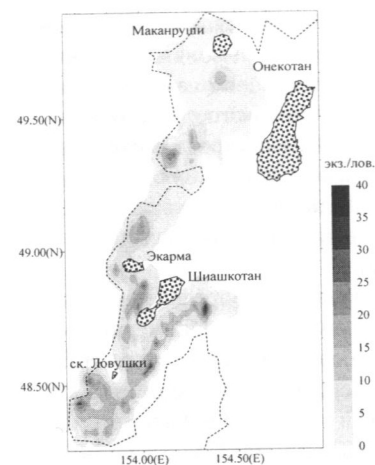 Маканруши
Онекотан
49.50(N)
экз./лов.
40
35
30
49.00(N)
Экарма
25
Шиашкотан
20
15
ск. Ловушки
10
48.50(N)
5
0
154.00(E)
154.50(E)